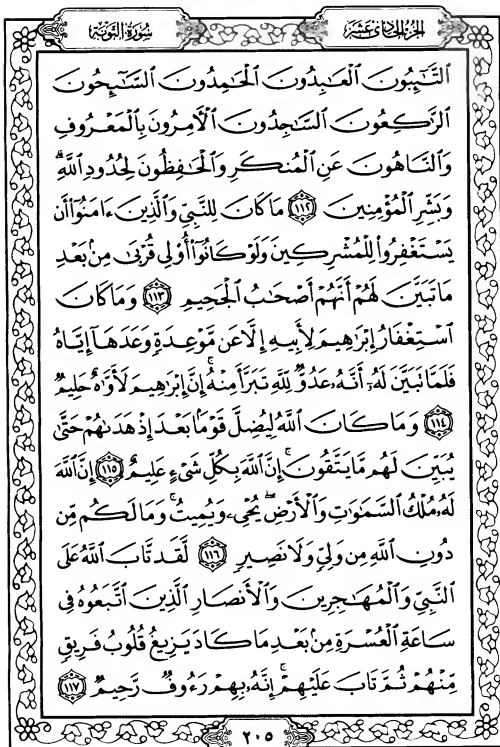 الجزء الحادى عشر
سورة التوبة
ٱلتَّٰٓئِبُونَ ٱلْعَٰبِدُونَ ٱلْحَٰمِدُونَ ٱلسَّٰٓئِحُونَ
ٱلرَّٰكِعُونَ ٱلسَّٰجِدُونَ ٱلْءَامِرُونَ بِٱلْمَعْرُوفِ
وَٱلنَّاهُونَ عَنِ ٱلْمُنكَرِ وَٱلْحَٰفِظُونَ لِحُدُودِ ٱللَّهِۗ
وَبَشِّرِ ٱلْمُؤْمِنِينَ ١١٢ مَا كَانَ لِلنَّبِىِّ وَٱلَّذِينَ ءَامَنُوٓا۟ أَن
يَسْتَغْفِرُوا۟ لِلْمُشْرِكِينَ وَلَوْ كَانُوٓا۟ أُو۟لِى قُرْبَىٰ مِنۢ بَعْدِ
مَا تَبَيَّنَ لَهُمْ أَنَّهُمْ أَصْحَٰبُ ٱلْجَحِيمِ ١١٣ وَمَا كَانَ
ٱسْتِغْفَارُ إِبْرَٰهِيمَ لِأَبِيهِ إِلَّا عَن مَّوْعِدَةٍ وَعَدَهَآ إِيَّاهُ
فَلَمَّا تَبَيَّنَ لَهُۥٓ أَنَّهُۥ عَدُوٌّ لِّلَّهِ تَبَرَّأَ مِنْهُۚ إِنَّ إِبْرَٰهِيمَ لَأَوَّٰهٌ حَلِيمٌ
١١٤ وَمَا كَانَ ٱللَّهُ لِيُضِلَّ قَوْمًۢا بَعْدَ إِذْ هَدَىٰهُمْ حَتَّىٰ
يُبَيِّنَ لَهُم مَّا يَتَّقُونَۚ إِنَّ ٱللَّهَ بِكُلِّ شَىْءٍ عَلِيمٌ ١١٥ إِنَّ ٱللَّهَ
لَهُۥ مُلْكُ ٱلسَّمَٰوَٰتِ وَٱلْأَرْضِۖ يُحْىِۦ وَيُمِيتُۚ وَمَا لَكُم مِّن
دُونِ ٱللَّهِ مِن وَلِىٍّ وَلَا نَصِيرٍ ١١٦ لَّقَد تَّابَ ٱللَّهُ عَلَى
ٱلنَّبِىِّ وَٱلْمُهَٰجِرِينَ وَٱلْأَنصَارِ ٱلَّذِينَ ٱتَّبَعُوهُ فِى
سَاعَةِ ٱلْعُسْرَةِ مِنۢ بَعْدِ مَا كَادَ يَزِيغُ قُلُوبُ فَرِيقٍ
مِّنْهُمْ ثُمَّ تَابَ عَلَيْهِمْۚ إِنَّهُۥ بِهِمْ رَءُوفٌ رَّحِيمٌ ١١٧
٢٠٥